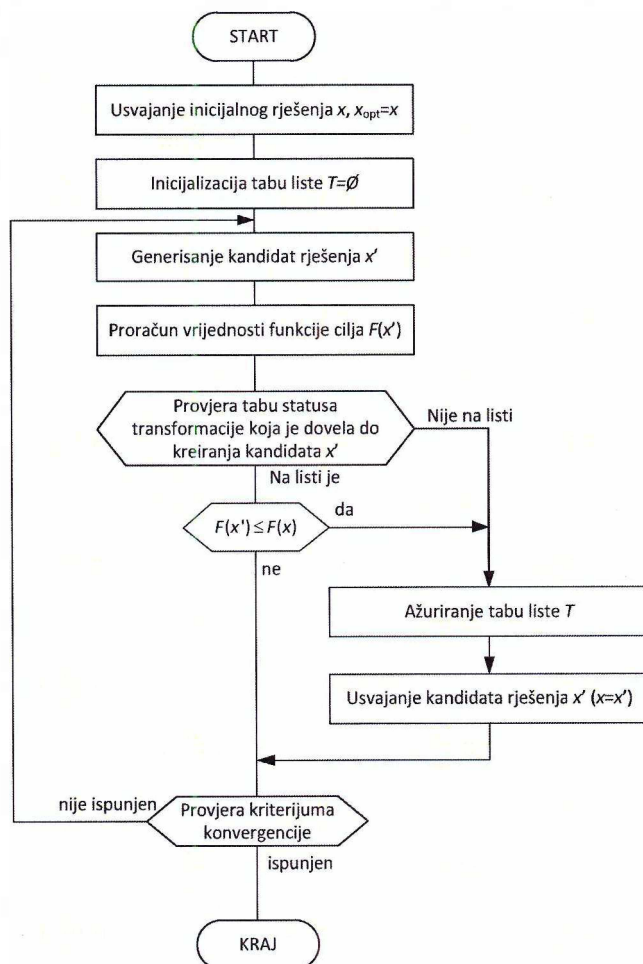 START
Usvajanje inicijalnog rješenja x, xopt=x
Inicijalizacija tabu liste T=Ø
Generisanje kandidat rješenja x'
Proračun vrijednosti funkcije cilja F(x')
Provjera tabu statusa
transformacije koja je dovela do
kreiranja kandidata x'
Nije na listi
Na listi je
F(x')≤F(x)
da
ne
Ažuriranje tabu liste T
Usvajanje kandidata rješenja x' (x=x')
nije ispunjen
Provjera kriterijuma
konvergencije
ispunjen
KRAJ